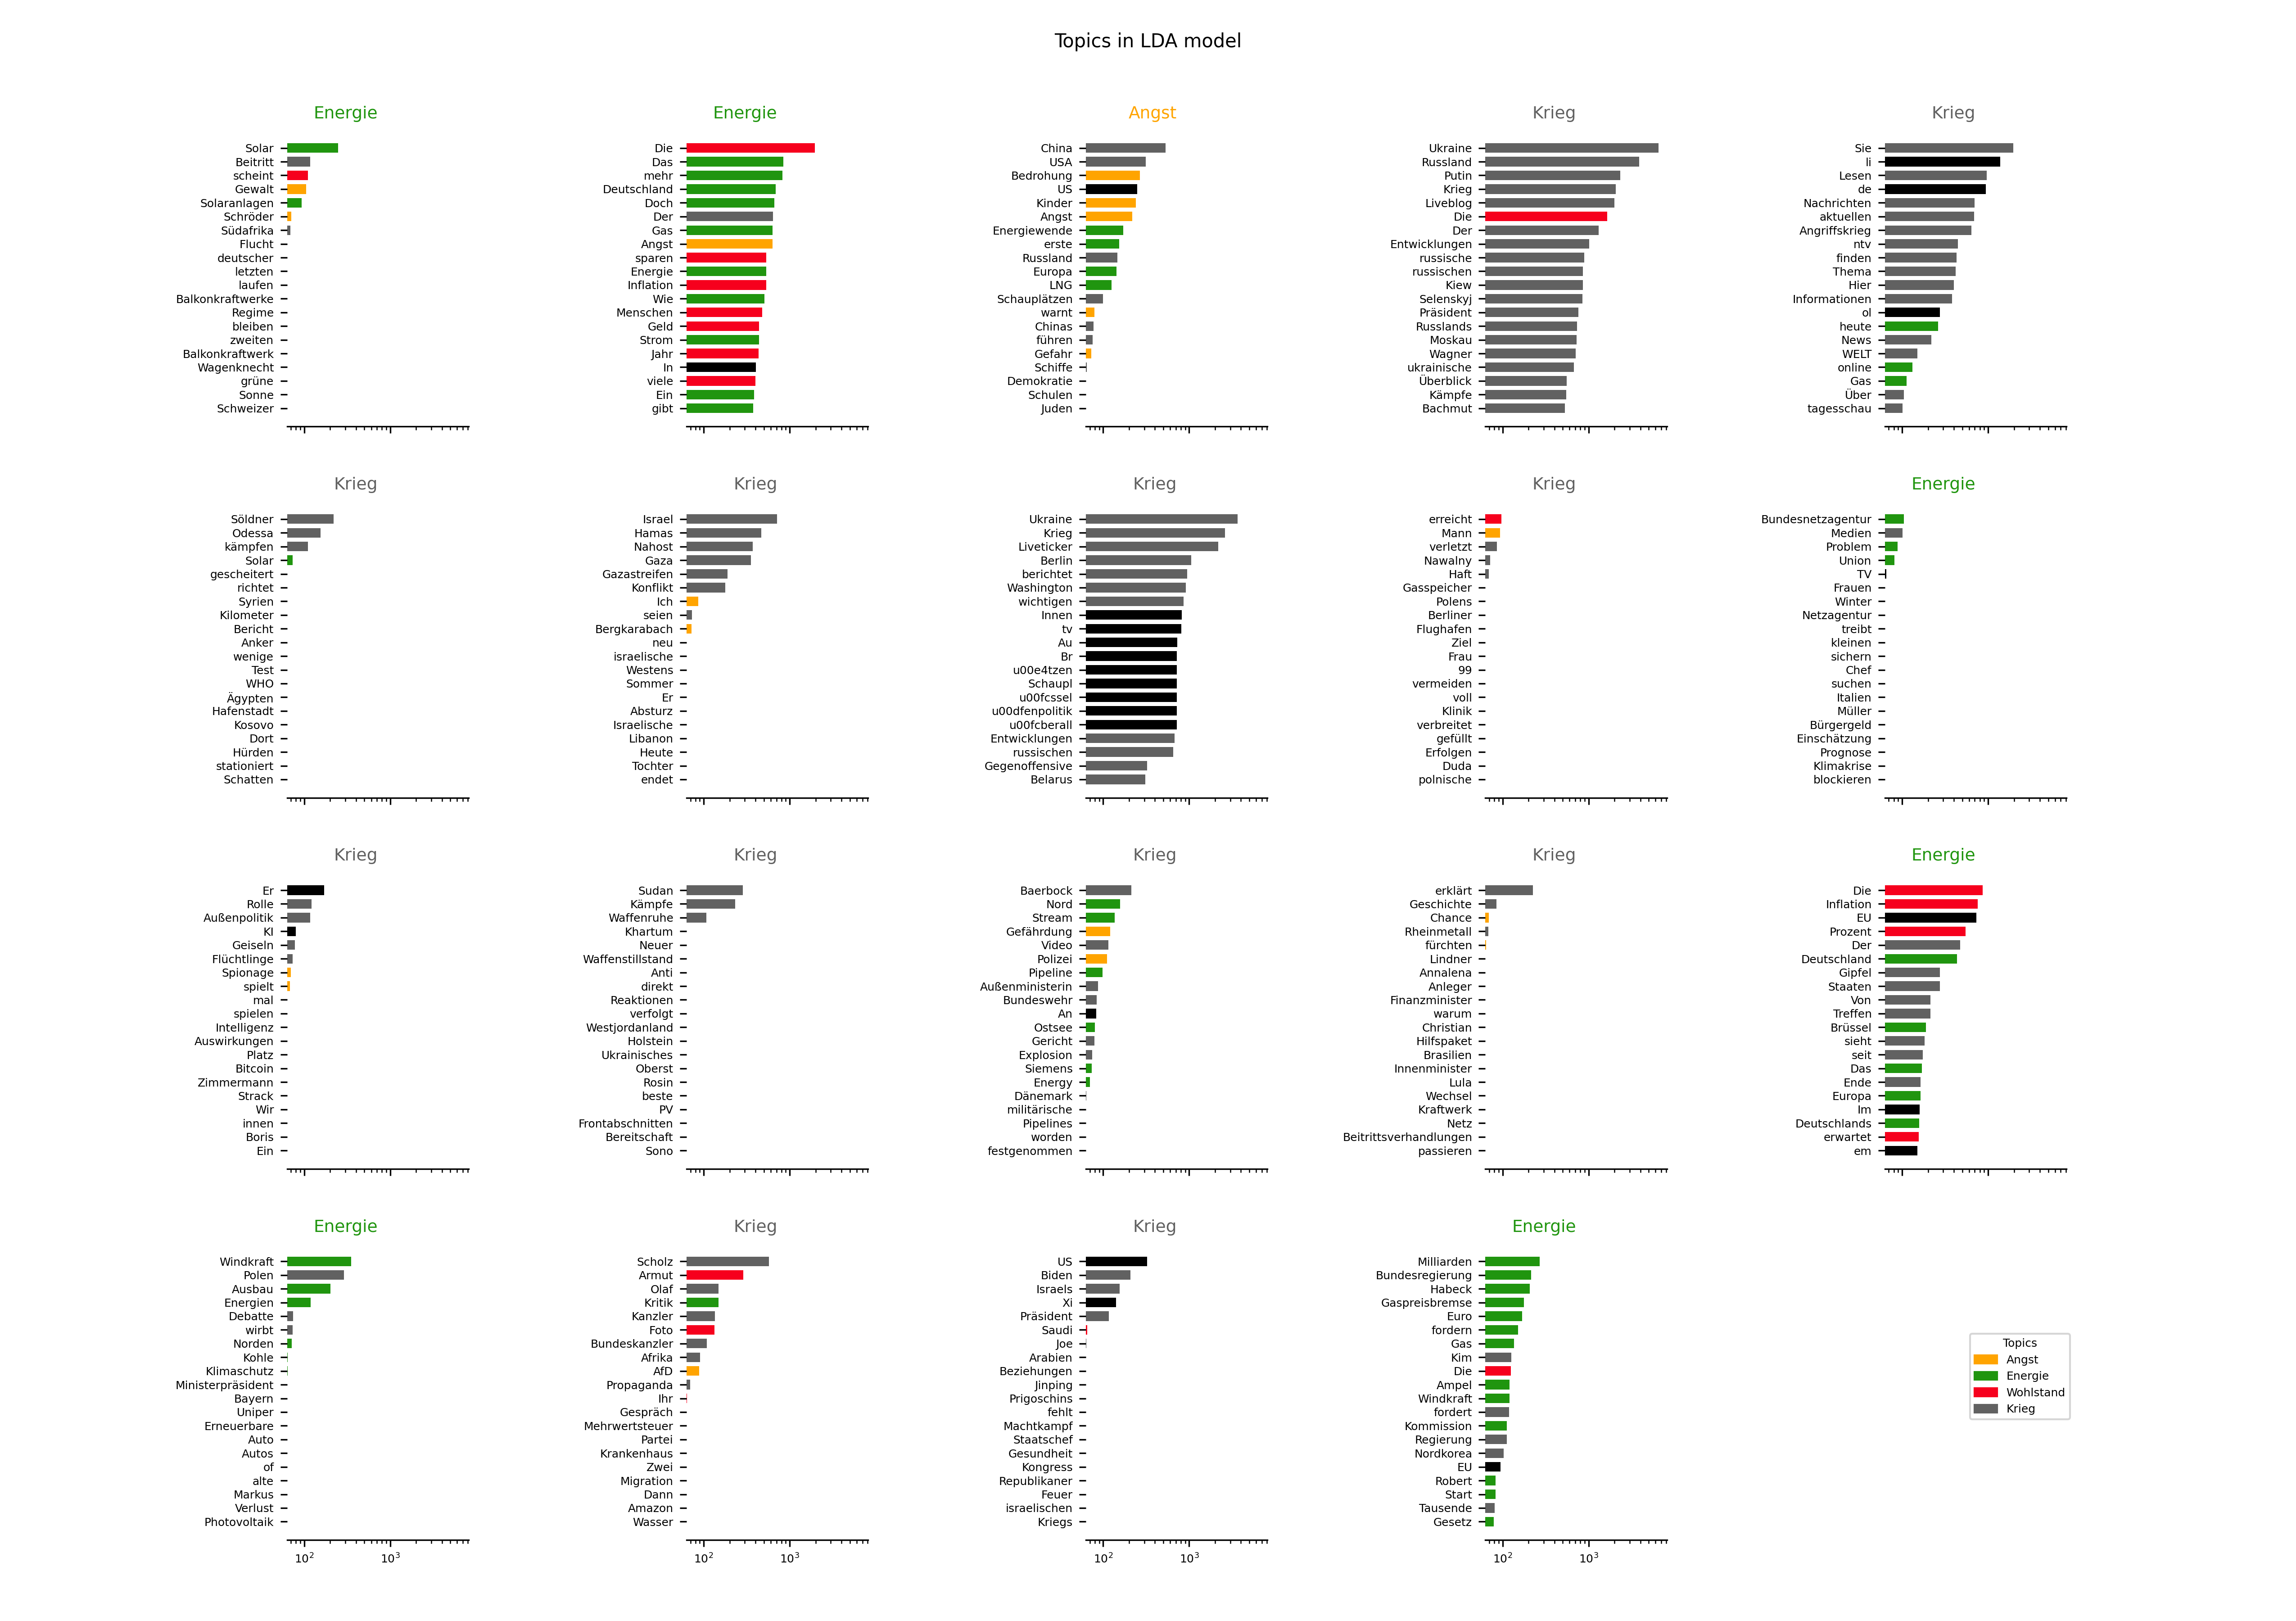 Topics in LDA model
Energie
Solar
Beitritt
scheint
Gewalt
Solaranlagen
Schröder
Südafrika
Flucht
deutscher
letzten
laufen
Balkonkraftwerke
Regime
bleiben
zweiten
Balkonkraftwerk
Wagenknecht
grüne
Sonne
Schweizer
Energie
Die
Das
mehr
Deutschland
Doch
Der
Gas
Angst
sparen
Energie
Inflation
Wie
Menschen
Geld
Strom
Jahr
In
viele
Ein
gibt
Angst
China
USA
Bedrohung
US
Kinder
Angst
Energiewende
erste
Russland
Europa
LNG
Schauplätzen
warnt
Chinas
führen
Gefahr
Schiffe
Demokratie
Schulen
Juden
Krieg
Ukraine
Russland
Putin
Krieg
Liveblog
Die
Der
Entwicklungen
russische
russischen
Kiew
Selenskyj
Präsident
Russlands
Moskau
Wagner
ukrainische
Überblick
Kämpfe
Bachmut
Krieg
Sie
li
Lesen
de
Nachrichten
aktuellen
Angriffskrieg
ntv
finden
Thema
Hier
Informationen
ol
heute
News
WELT
online
Gas
Über
tagesschau
Krieg
Söldner
Odessa
kämpfen
Solar
gescheitert
richtet
Syrien
Kilometer
Bericht
Anker
wenige
Test
WHO
Ägypten
Hafenstadt
Kosovo
Dort
Hürden
stationiert
Schatten
Krieg
Israel
Hamas
Nahost
Gaza
Gazastreifen
Konflikt
Ich
seien
Bergkarabach
neu
israelische
Westens
Sommer
Er
Absturz
Israelische
Libanon
Heute
Tochter
endet
Krieg
Ukraine
Krieg
Liveticker
Berlin
berichtet
Washington
wichtigen
Innen
tv
Au
Br
u00e4tzen
Schaupl
u00fcssel
u00dfenpolitik
u00fcberall
Entwicklungen
russischen
Gegenoffensive
Belarus
Krieg
erreicht
Mann
verletzt
Nawalny
Haft
Gasspeicher
Polens
Berliner
Flughafen
Ziel
Frau
99
vermeiden
voll
Klinik
verbreitet
gefüllt
Erfolgen
Duda
polnische
Energie
Bundesnetzagentur
Medien
Problem
Union
TV
Frauen
Winter
Netzagentur
treibt
kleinen
sichern
Chef
suchen
Italien
Müller
Bürgergeld
Einschätzung
Prognose
Klimakrise
blockieren
Krieg
Er
Rolle
Außenpolitik
KI
Geiseln
Flüchtlinge
Spionage
spielt
mal
spielen
Intelligenz
Auswirkungen
Platz
Bitcoin
Zimmermann
Strack
Wir
innen
Boris
Ein
Krieg
Sudan
Kämpfe
Waffenruhe
Khartum
Neuer
Waffenstillstand
Anti
direkt
Reaktionen
verfolgt
Westjordanland
Holstein
Ukrainisches
Oberst
Rosin
beste
PV
Frontabschnitten
Bereitschaft
Sono
Krieg
Baerbock
Nord
Stream
Gefährdung
Video
Polizei
Pipeline
Außenministerin
Bundeswehr
An
Ostsee
Gericht
Explosion
Siemens
Energy
Dänemark
militärische
Pipelines
worden
festgenommen
Krieg
erklärt
Geschichte
Chance
Rheinmetall
fürchten
Lindner
Annalena
Anleger
Finanzminister
warum
Christian
Hilfspaket
Brasilien
Innenminister
Lula
Wechsel
Kraftwerk
Netz
Beitrittsverhandlungen
passieren
Energie
Die
Inflation
EU
Prozent
Der
Deutschland
Gipfel
Staaten
Von
Treffen
Brüssel
sieht
seit
Das
Ende
Europa
Im
Deutschlands
erwartet
em
Energie
Windkraft
Polen
Ausbau
Energien
Debatte
wirbt
Norden
Kohle
Klimaschutz
Ministerpräsident
Bayern
Uniper
Erneuerbare
Auto
Autos
of
alte
Markus
Verlust
Photovoltaik
10²
10³
Krieg
Scholz
Armut
Olaf
Kritik
Kanzler
Foto
Bundeskanzler
Afrika
AfD
Propaganda
Ihr
Gespräch
Mehrwertsteuer
Partei
Krankenhaus
Zwei
Migration
Dann
Amazon
Wasser
10²
10³
Krieg
US
Biden
Israels
Xi
Präsident
Saudi
Joe
Arabien
Beziehungen
Jinping
Prigoschins
fehlt
Machtkampf
Staatschef
Gesundheit
Kongress
Republikaner
Feuer
israelischen
Kriegs
10²
10³
Energie
Milliarden
Bundesregierung
Habeck
Gaspreisbremse
Euro
fordern
Gas
Kim
Die
Ampel
Windkraft
fordert
Kommission
Regierung
Nordkorea
EU
Robert
Start
Tausende
Gesetz
10²
10³
Topics
Angst
Energie
Wohlstand
Krieg